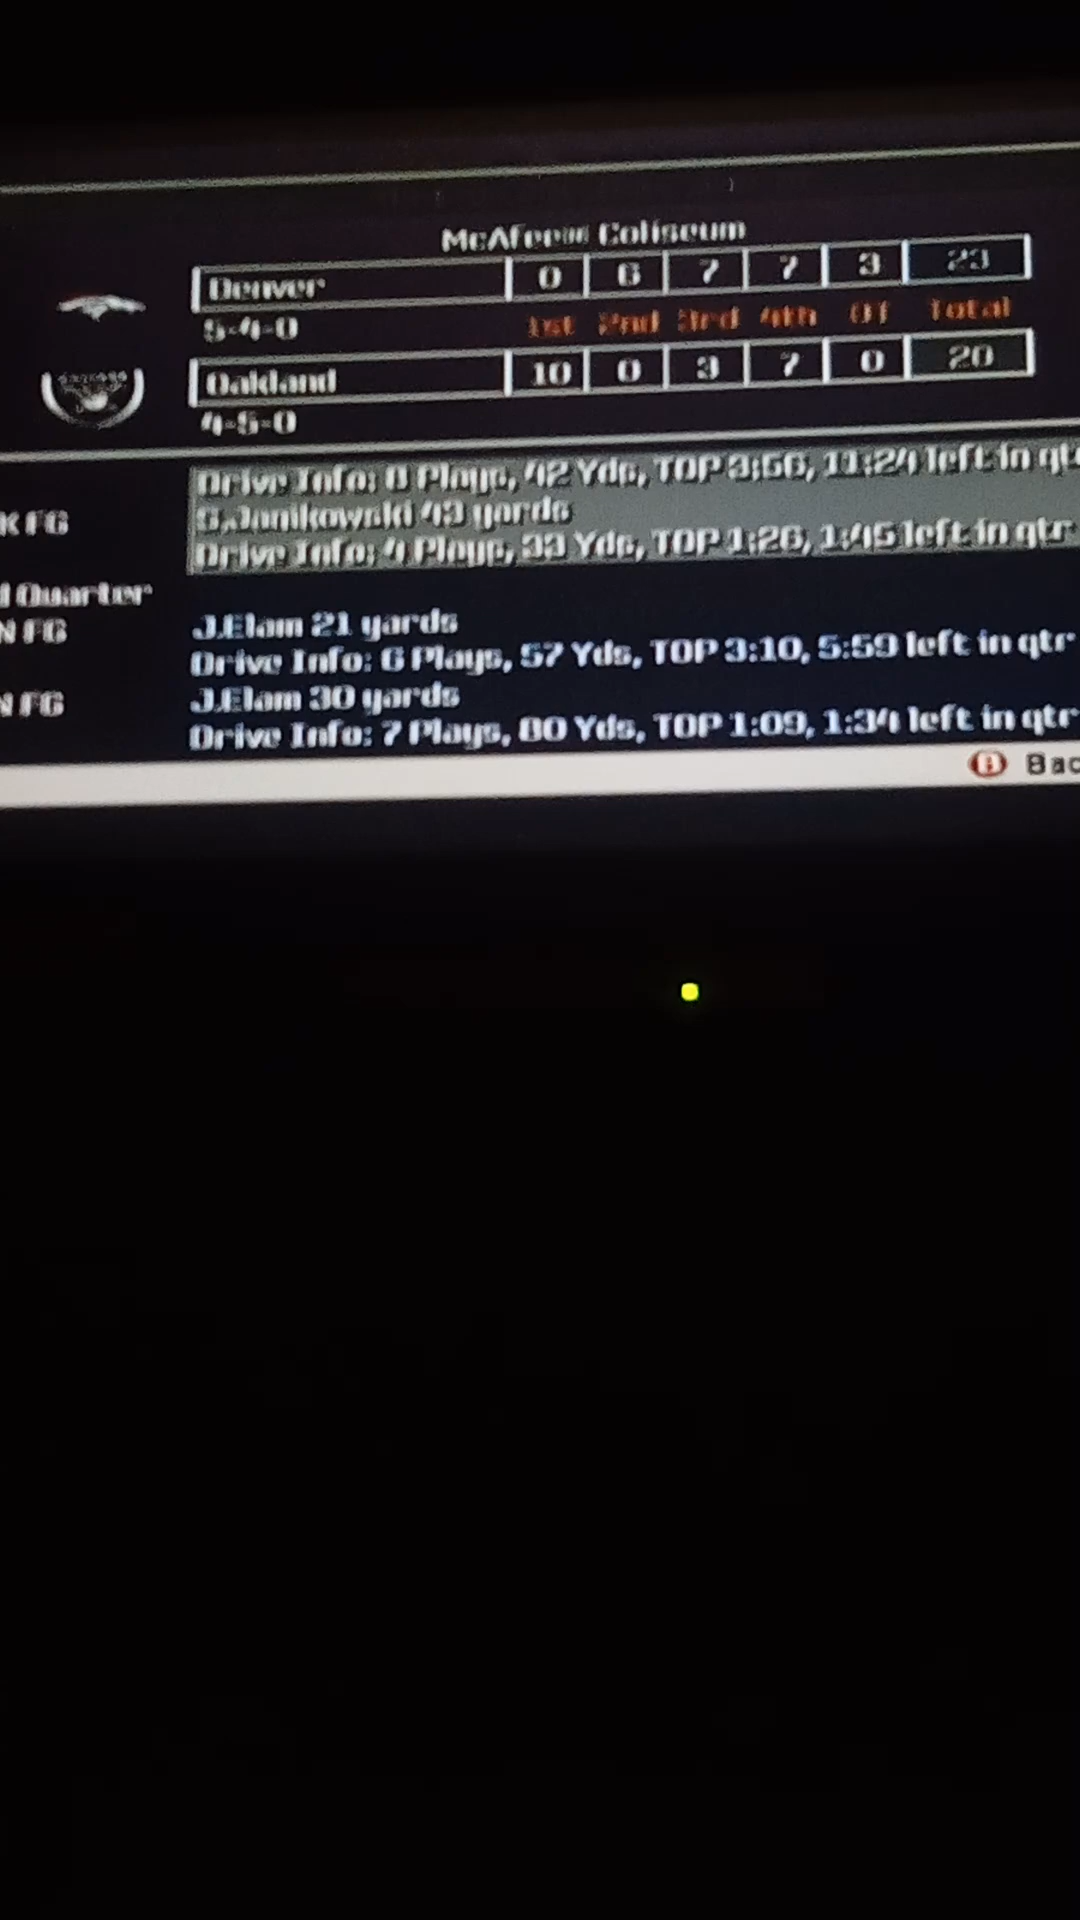 McAfee Coliseum
Denver 0 6 7 7 3 23
5-4-0 1st 2nd 3rd 4th OT Total
Oakland 10 0 3 7 0 20
4-5-0
Drive Info: 8 Plays, 42 Yds, TOP 3:56, 11:24 left in qt
K FG S.Janikowski 43 yards
Drive Info: 4 Plays, 33 Yds, TOP 1:26, 1:45 left in qtr
d Quarter
N FG J.Elam 21 yards
Drive Info: 6 Plays, 57 Yds, TOP 3:10, 5:59 left in qtr
N FG J.Elam 30 yards
Drive Info: 7 Plays, 80 Yds, TOP 1:09, 1:34 left in qtr
B Bac